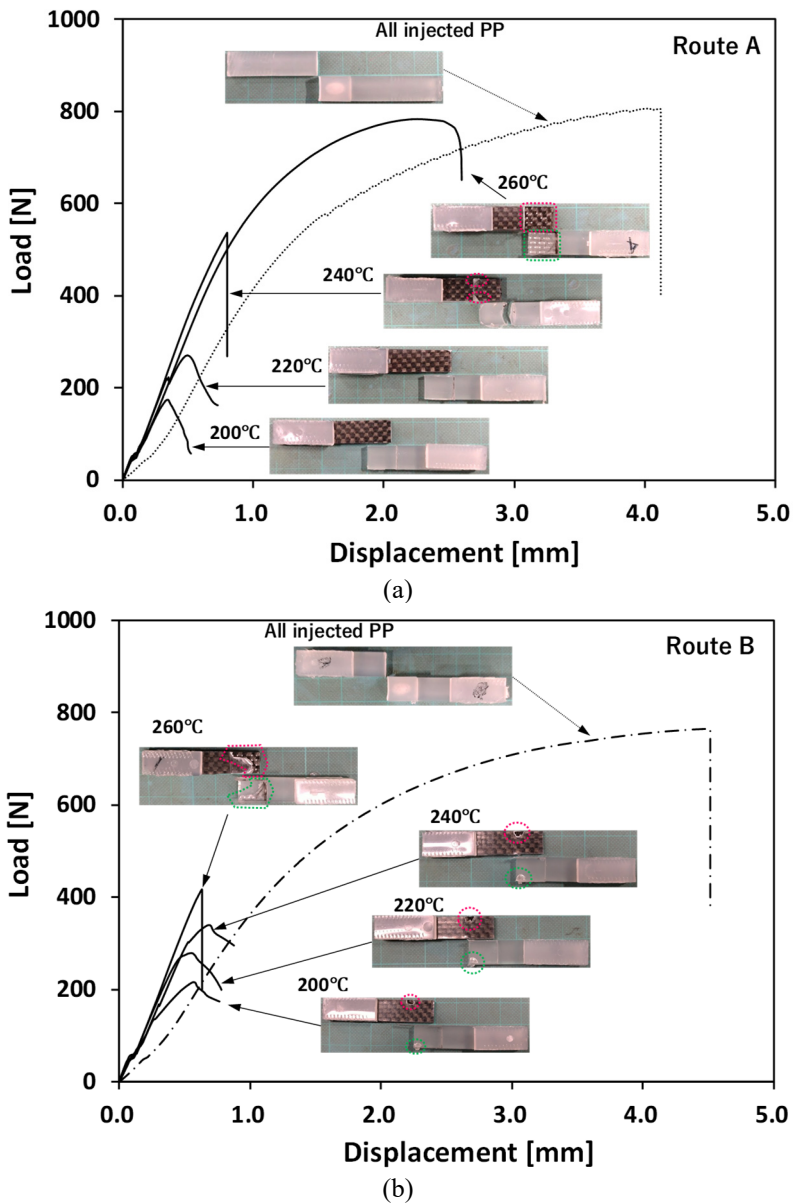 All injected PP
Route A
1000
800
600
400
200
0
Load [N]
260℃
240℃
220℃
200℃
0.0 1.0 2.0 3.0 4.0 5.0
Displacement [mm]
(a)
All injected PP
Route B
1000
800
600
400
200
0
Load [N]
260℃
240℃
220℃
200℃
0.0 1.0 2.0 3.0 4.0 5.0
Displacement [mm]
(b)